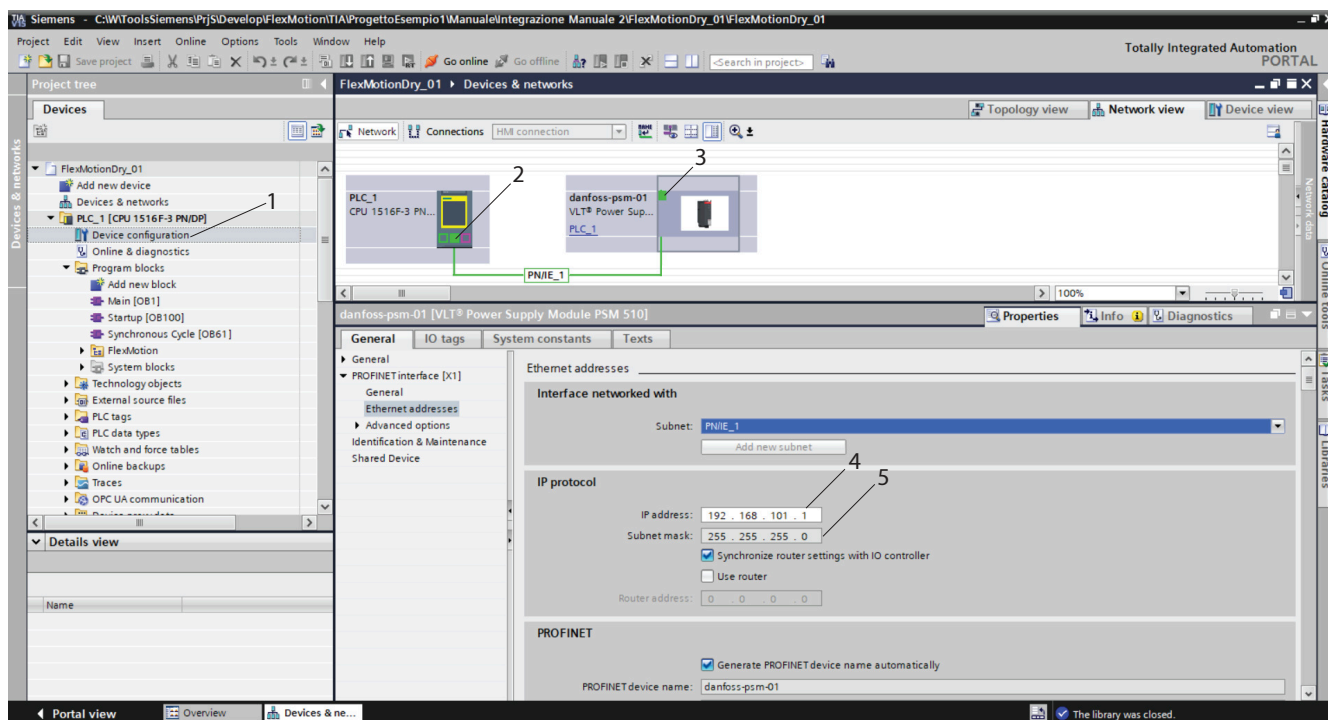 Siemens - C:\W\ToolsSiemens\PrjS\Develop\FlexMotion\TIA\ProgettoEsempio1\Manuale\Integrazione Manuale 2\FlexMotionDry_01\FlexMotionDry_01
Project Edit View Insert Online Options Tools Window Help
Totally Integrated Automation
PORTAL
Save project
Go online
Go offline
<Search in project>
Project tree
FlexMotionDry_01 Devices & networks
Devices
Topology view
Network view
Device view
Network
Connections
HMI connection
Devices & networks
FlexMotionDry_01
Add new device
Devices & networks
PLC_1 [CPU 1516F-3 PN/DP]
Device configuration
Online & diagnostics
Program blocks
Add new block
Main [OB1]
Startup [OB100]
Synchronous Cycle [OB61]
FlexMotion
System blocks
Technology objects
External source files
PLC tags
PLC data types
Watch and force tables
Online backups
Traces
OPC UA communication
1
2
3
PLC_1
CPU 1516F-3 PN...
danfoss-psm-01
VLT® Power Sup...
PLC_1
PN/IE_1
100%
Network data
Hardware catalog
Online tools
Tasks
Libraries
danfoss-psm-01 [VLT® Power Supply Module PSM 510]
Properties
Info
Diagnostics
General
IO tags
System constants
Texts
General
PROFINET interface [X1]
General
Ethernet addresses
Advanced options
Identification & Maintenance
Shared Device
Ethernet addresses
Interface networked with
Subnet: PN/IE_1
Add new subnet
4
5
IP protocol
IP address: 192 . 168 . 101 . 1
Subnet mask: 255 . 255 . 255 . 0
Synchronize router settings with IO controller
Use router
Router address: 0 . 0 . 0 . 0
PROFINET
Generate PROFINET device name automatically
PROFINET device name: danfoss-psm-01
Details view
Name
Portal view
Overview
Devices & ne...
The library was closed.